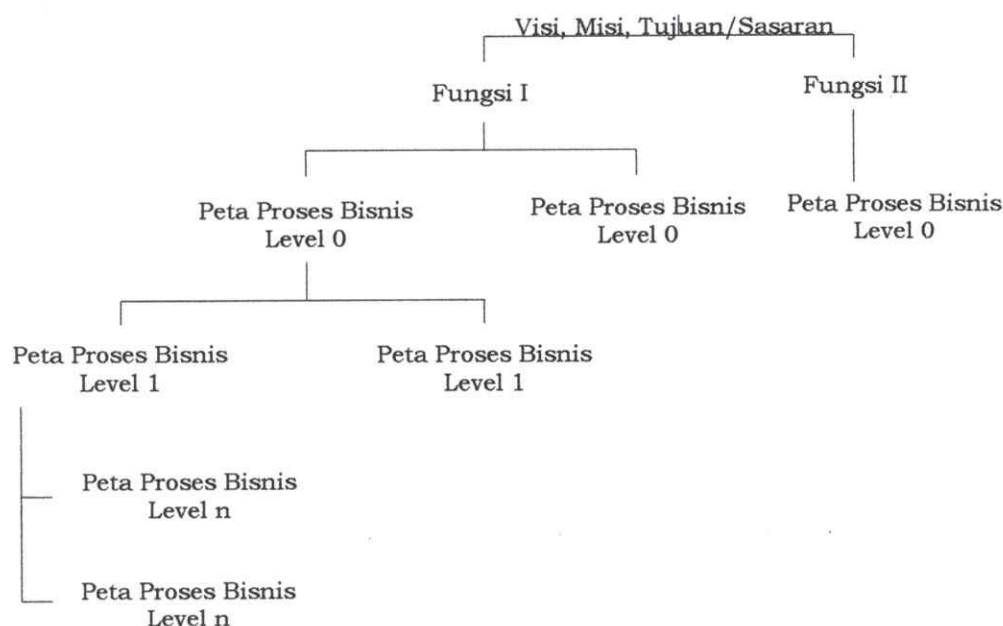 Visi, Misi, Tujuan/Sasaran
Fungsi I
Fungsi II
Peta Proses Bisnis
Level 0
Peta Proses Bisnis
Level 0
Peta Proses Bisnis
Level 0
Peta Proses Bisnis
Level 1
Peta Proses Bisnis
Level 1
Peta Proses Bisnis
Level n
Peta Proses Bisnis
Level n